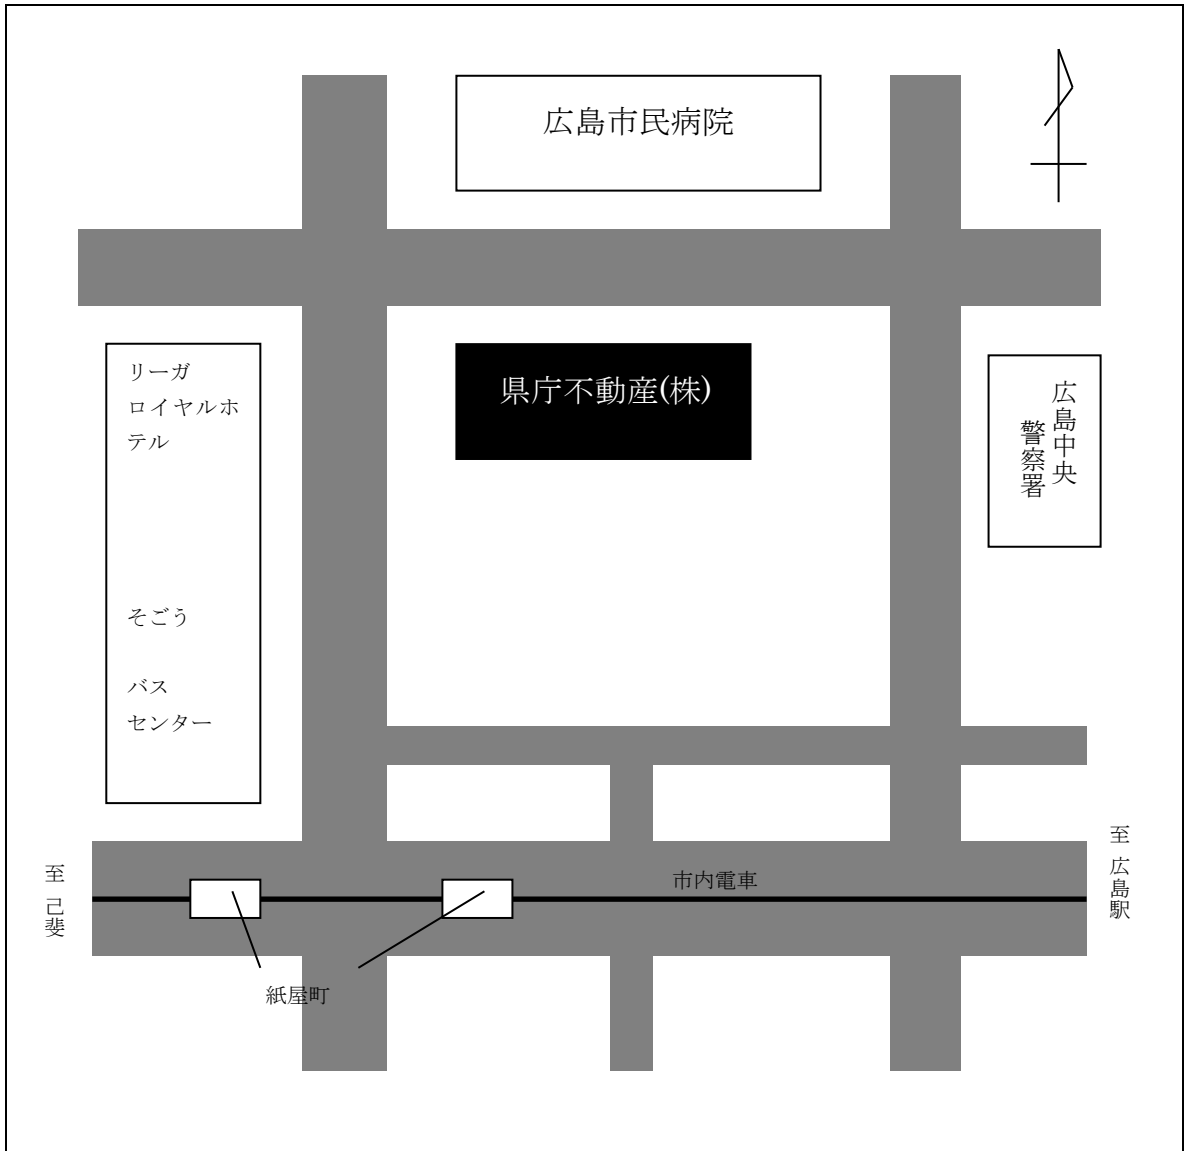 広島市民病院
リーガ
ロイヤルホ
テル
県庁不動産(株)
広島中央
警察署
そごう
バス
センター
至 己斐
市内電車
至 広島駅
紙屋町